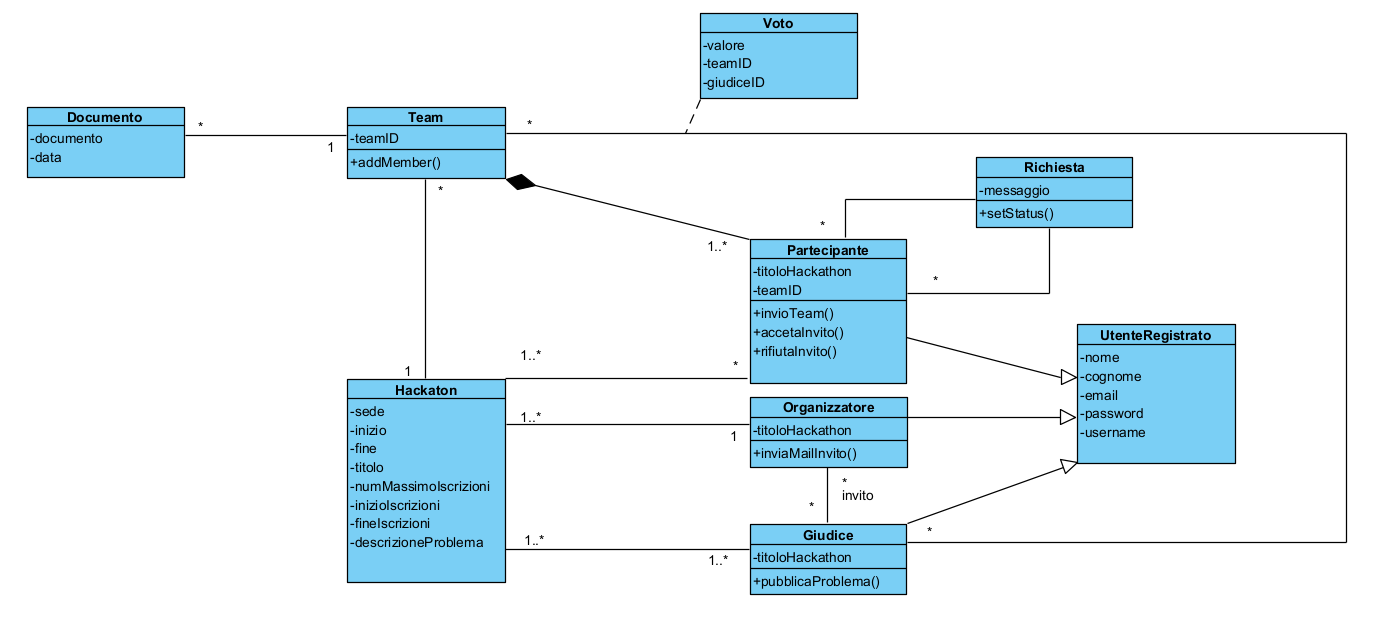 Voto
-valore
-teamID
-giudiceID
Documento
-documento
-data
*
1
Team
-teamID
+addMember()
*
*
Richiesta
-messaggio
+setStatus()
*
*
1..*
Partecipante
-titoloHackathon
-teamID
+invioTeam()
+accetaInvito()
+rifiutaInvito()
UtenteRegistrato
-nome
-cognome
-email
-password
-username
1
1..*
*
Hackaton
-sede
-inizio
-fine
-titolo
-numMassimoIscrizioni
-inizioIscrizioni
-fineIscrizioni
-descrizioneProblema
1..*
1
Organizzatore
-titoloHackathon
+inviaMailInvito()
*
invito
*
1..*
1..*
Giudice
-titoloHackathon
+pubblicaProblema()
*